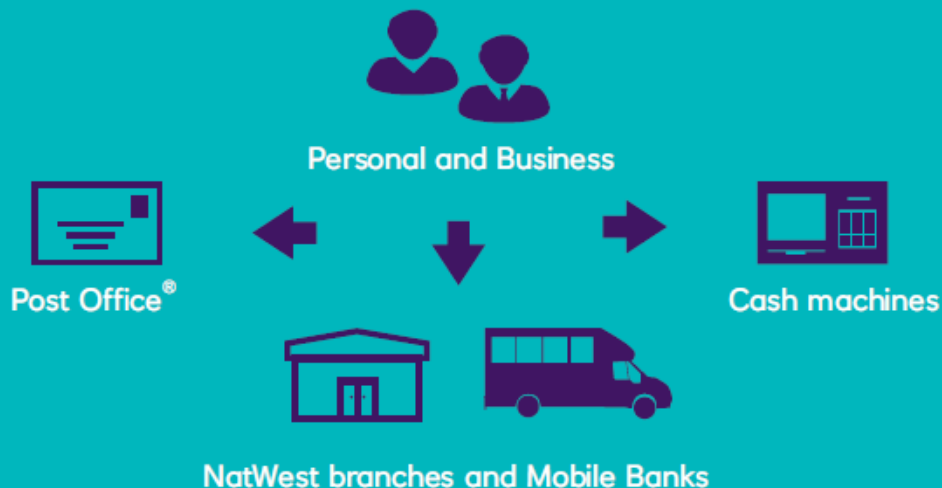 Personal and Business
Post Office®
Cash machines
NatWest branches and Mobile Banks